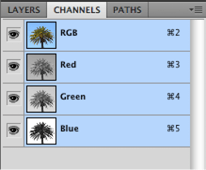 LAYERS CHANNELS PATHS
RGB ⌘2
Red ⌘3
Green ⌘4
Blue ⌘5